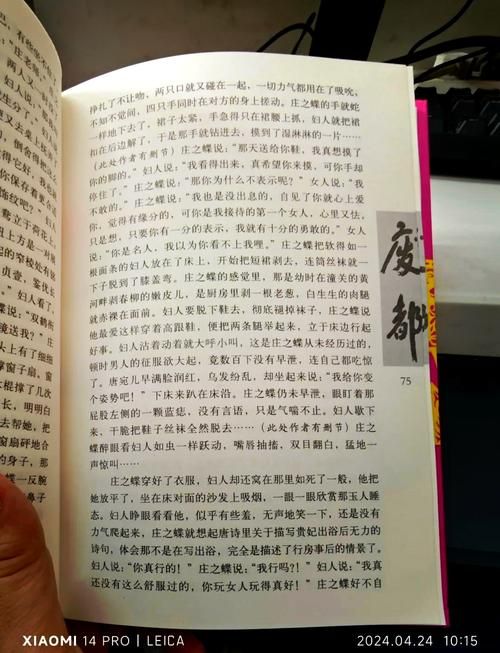 挣扎了不让吻，两只口就又碰在一起，一切力气都用在了吸吮，
不知不觉间，四只手同时在对方的身上搓动。庄之蝶的手就蛇
一样地下去了，裙子太紧，手急得只在裙腰上抓，妇人就把裙
扣在后边解了，于是那手就钻进去，摸到了湿淋淋的一片……
（此处作者有删节）庄之蝶说：“那天送给你鞋，我真想摸了
你的脚的。”妇人说：“我看得出来，真希望你来摸，可你手却
停住了。”庄之蝶说：“那你为什么不表示呢？”女人说：“我
不敢的。”庄之蝶说：“我也是没出息的，自见了你就心上爱
你，觉得有缘分的，可你是我接待的第一个女人，心里又怯，
只是想，只要你有一分的表示，我就有十分的勇敢的。”女人
说：“你是名人，我以为你看不上我哩。”庄之蝶把软得如一
根面条的妇人放在了床上，开始把短裙剥去，连筒丝袜就一
下子脱到了膝盖弯。庄之蝶的感觉里，那是幼时在潼关的黄
河畔剥春柳的嫩皮儿，是厨房里剥一根老葱，白生生的肉腿
就赤裸在面前。妇人要脱下鞋去，彻底褪掉袜子，庄之蝶说
他最爱这样穿着高跟鞋，便把两条腿举起来，立于床边行起
好事。妇人沾着动着就大呼小叫，这是庄之蝶从未经历过的，
顿时男人的征服欲大起，竟数百下没有早泄，连自己都吃惊
了。唐宛儿早满脸润红，乌发纷乱，却坐起来说：“我给你变
个姿势吧！”下床来趴在床沿。庄之蝶仍未早泄，眼盯着那
屁股左侧的一颗蓝痣，没有言语，只是气喘不止。妇人歇下
来，干脆把鞋子丝袜全然脱去……（此处作者有删节）庄之
蝶醉眼看妇人如虫一样跃动，嘴唇抽搐，双目翻白，猛地一
声惊叫……
庄之蝶穿好了衣服，妇人却还窝在那里如死了一般，他把
她放平了，坐在床对面的沙发上吸烟，一眼一眼欣赏那玉人睡
态。妇人睁眼看看他，似乎有些羞，无声地笑一下，还是没有
力气爬起来，庄之蝶就想起唐诗里关于描写贵妃出浴后无力的
诗句，体会那不是在写出浴，完全是描述了行房事后的情景了。
妇人说：“你真行的！”庄之蝶说：“我行吗？！”妇人说：“我真
还没有这么舒服过的，你玩女人玩得真好！”庄之蝶好不自
废都
75
XIAOMI 14 PRO | LEICA
2024.04.24 10:15